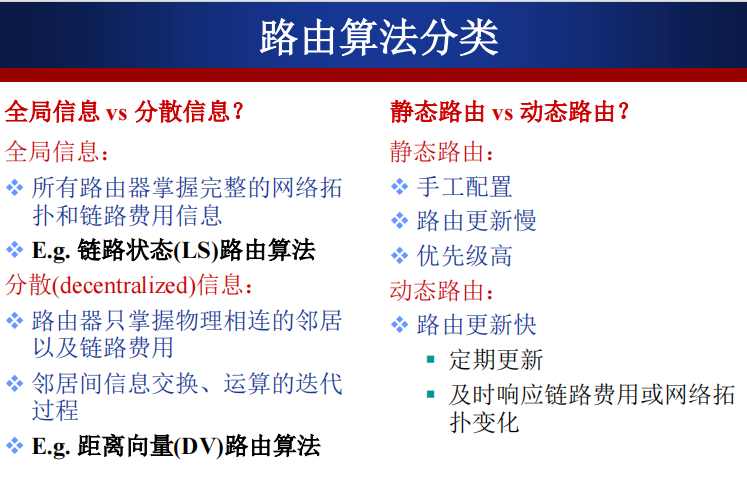 路由算法分类
全局信息 vs 分散信息？
全局信息：
所有路由器掌握完整的网络拓
扑和链路费用信息
E.g. 链路状态(LS)路由算法
分散(decentralized)信息：
路由器只掌握物理相连的邻居
以及链路费用
邻居间信息交换、运算的迭代
过程
E.g. 距离向量(DV)路由算法
静态路由 vs 动态路由？
静态路由：
手工配置
路由更新慢
优先级高
动态路由：
路由更新快
定期更新
及时响应链路费用或网络拓
扑变化